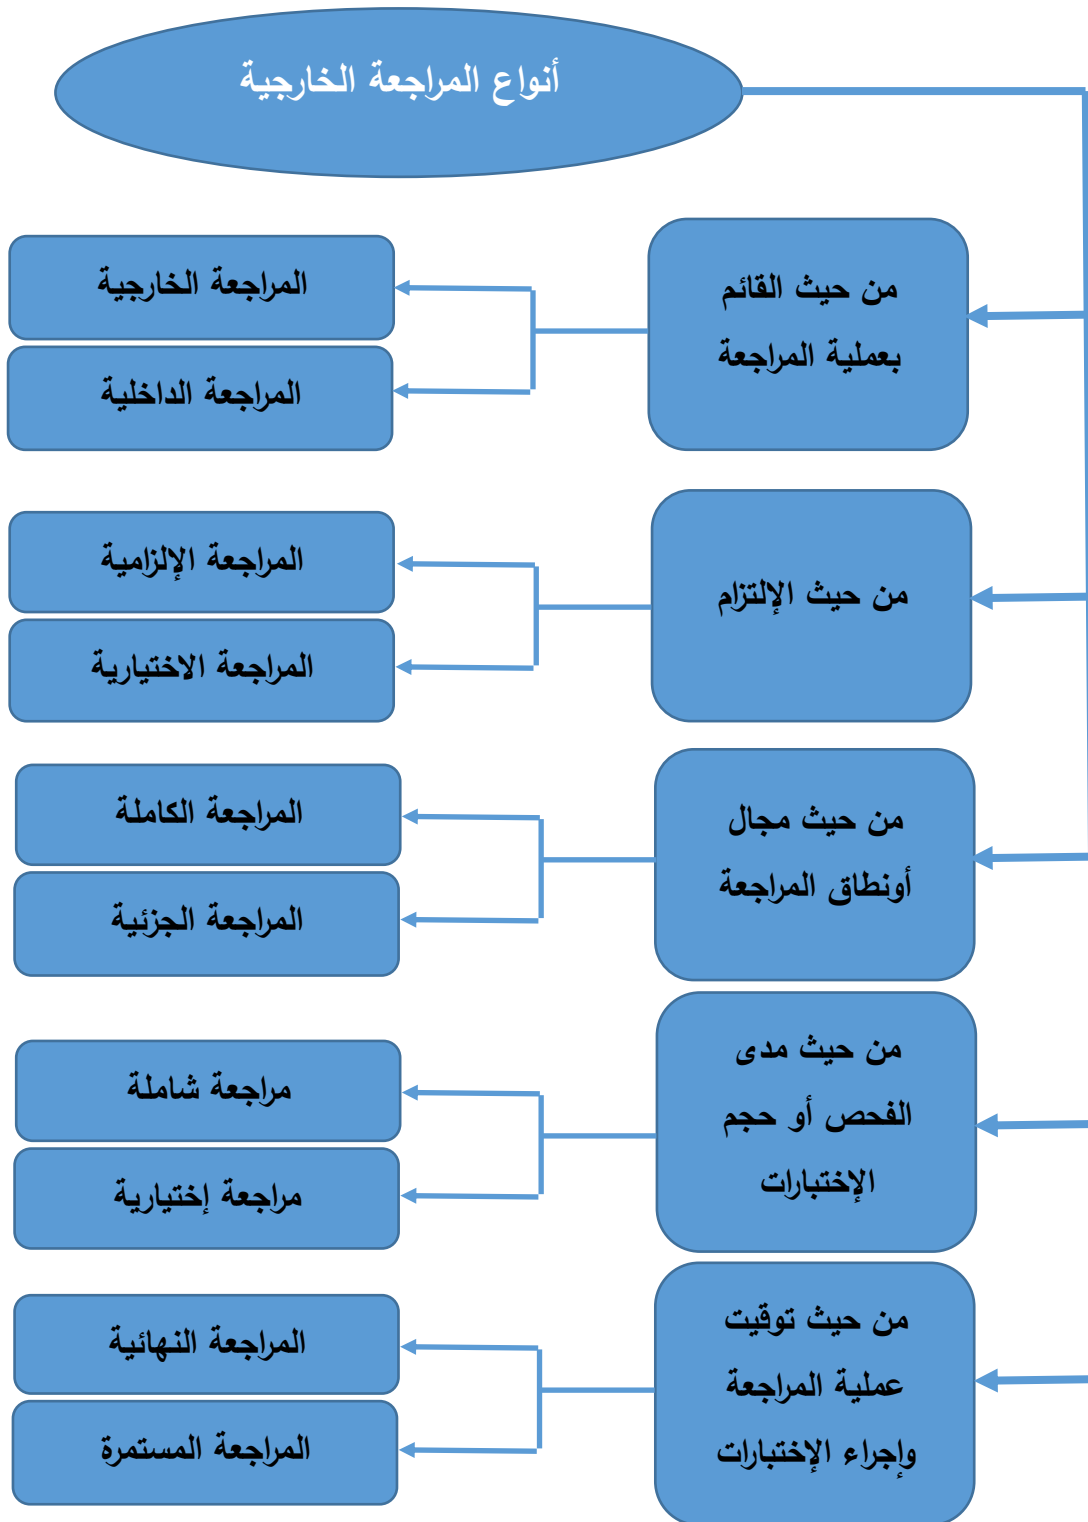 أنواع المراجعة الخارجية
من حيث القائم
بعملية المراجعة
المراجعة الخارجية
المراجعة الداخلية
من حيث الإلتزام
المراجعة الإلزامية
المراجعة الاختيارية
من حيث مجال
أونطاق المراجعة
المراجعة الكاملة
المراجعة الجزئية
من حيث مدى
الفحص أو حجم
الإختبارات
مراجعة شاملة
مراجعة إختيارية
من حيث توقيت
عملية المراجعة
وإجراء الإختبارات
المراجعة النهائية
المراجعة المستمرة